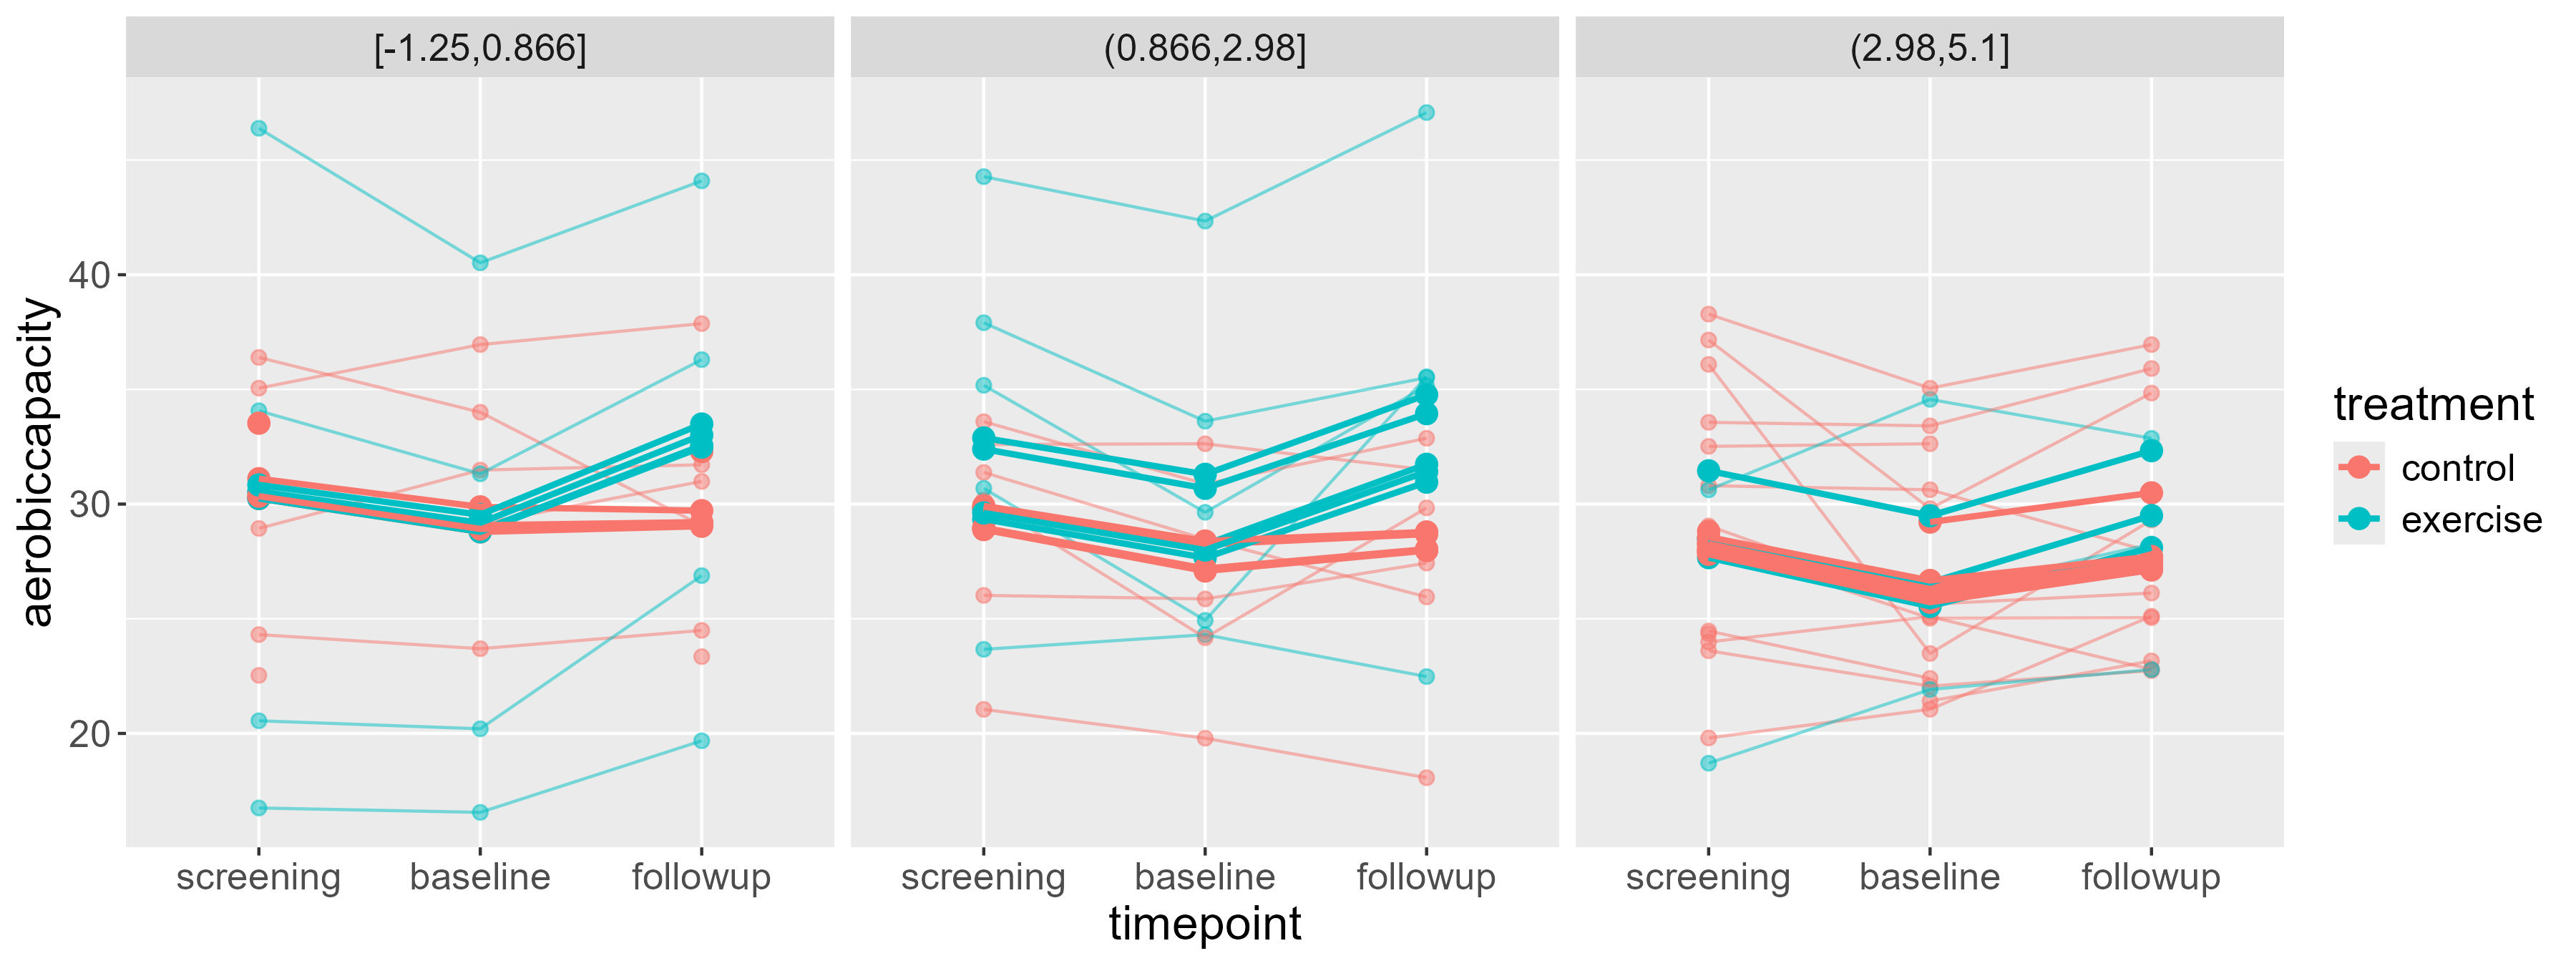 [-1.25,0.866]
(0.866,2.98]
(2.98,5.1]
aerobiccapacity
40
30
20
screening baseline followup
screening baseline followup
screening baseline followup
timepoint
treatment
control
exercise